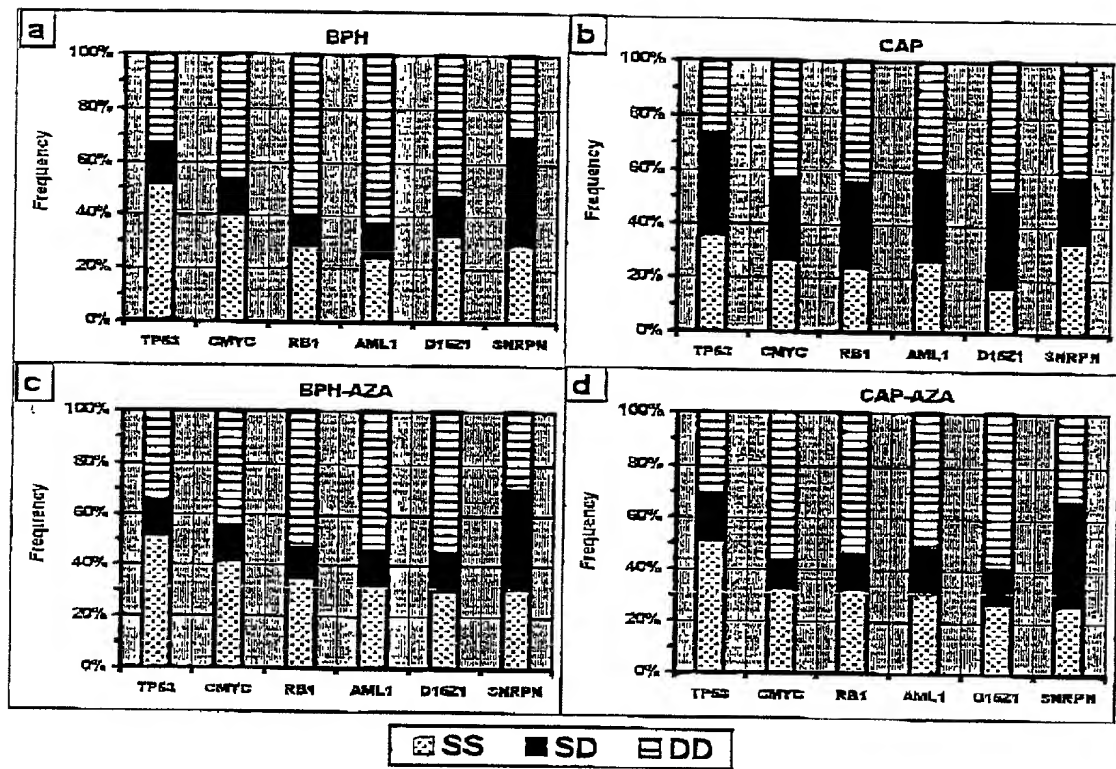 a
BPH
100%
80%
60%
40%
20%
0%
Frequency
TP53 CMYC RB1 AML1 D15Z1 SNRPN
b
CAP
100%
80%
60%
40%
20%
0%
Frequency
TP53 CMYC RB1 AML1 D15Z1 SNRPN
c
BPH-AZA
100%
80%
60%
40%
20%
0%
Frequency
TP53 CMYC RB1 AML1 D15Z1 SNRPN
d
CAP-AZA
100%
80%
60%
40%
20%
0%
Frequency
TP53 CMYC RB1 AML1 D15Z1 SNRPN
SS SD DD